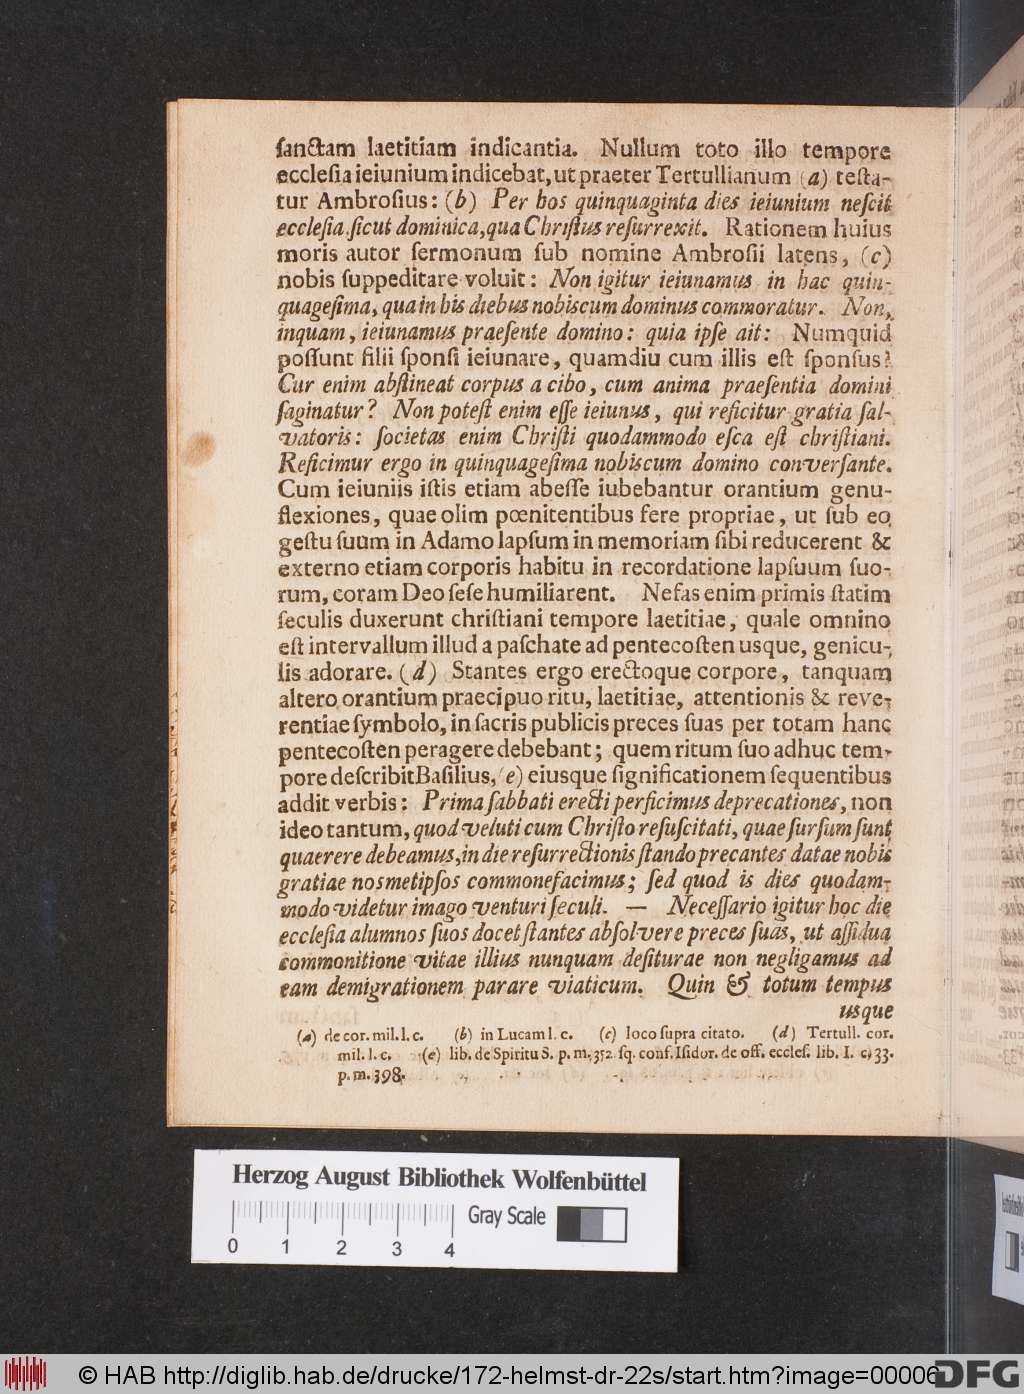 ſanctam laetitiam indicantia. Nullum toto illo tempore
eccleſia ieiunium indicebat, ut praeter Tertullianum (a) teſta-
tur Ambroſius: (b) Per hos quinquaginta dies ieiunium neſcit
eccleſia, ſicut dominica, qua Chriſtus reſurrexit. Rationem huius
moris autor ſermonum ſub nomine Ambroſii latens, (c)
nobis ſuppeditare voluit: Non igitur ieiunamus in hac quin-
quageſima, qua in his diebus nobiscum dominus commoratur. Non,
inquam, ieiunamus praeſente domino: quia ipſe ait: Numquid
poſſunt filii ſponſi ieiunare, quamdiu cum illis eſt ſponſus?
Cur enim abſtineat corpus a cibo, cum anima praeſentia domini
ſaginatur? Non poteſt enim eſſe ieiunus, qui reficitur gratia ſal-
vatoris: ſocietas enim Chriſti quodammodo eſca eſt chriſtiani.
Reficimur ergo in quinquageſima nobiscum domino converſante.
Cum ieiuniis iſtis etiam abeſſe iubebantur orantium genu-
flexiones, quae olim pœnitentibus fere propriae, ut ſub eo
geſtu ſuum in Adamo lapſum in memoriam ſibi reducerent &
externo etiam corporis habitu in recordatione lapſuum ſuo-
rum, coram Deo ſeſe humiliarent. Nefas enim primis ſtatim
ſeculis duxerunt chriſtiani tempore laetitiae, quale omnino
eſt intervallum illud a paſchate ad pentecoſten usque, genicu-
lis adorare. (d) Stantes ergo erectoque corpore, tanquam
altero orantium praecipuo ritu, laetitiae, attentionis & reve-
rentiae ſymbolo, in ſacris publicis preces ſuas per totam hanc
pentecoſten peragere debebant; quem ritum ſuo adhuc tem-
pore deſcribit Baſilius, (e) eiusque ſignificationem ſequentibus
addit verbis: Prima ſabbati erecti perficimus deprecationes, non
ideo tantum, quod veluti cum Chriſto reſuſcitati, quae ſurſum ſunt
quaerere debeamus, in die reſurrectionis ſtando precantes datae nobis
gratiae nosmetipſos commonefacimus; ſed quod is dies quodam-
modo videtur imago venturi ſeculi. — Neceſſario igitur hoc die
eccleſia alumnos ſuos docet ſtantes abſolvere preces ſuas, ut aſſidua
commonitione vitae illius nunquam deſiturae non negligamus ad
eam demigrationem parare viaticum. Quin & totum tempus
usque
(a) de cor. mil. l. c. (b) in Lucam l. c. (c) loco ſupra citato. (d) Tertull. cor.
mil. l. c. (e) lib. de Spiritu S. p. m. 352. ſq. conf. Iſidor. de off. eccleſ. lib. I. c. 33.
p. m. 398.
Herzog August Bibliothek Wolfenbüttel
Gray Scale
0 1 2 3 4
© HAB http://diglib.hab.de/drucke/172-helmst-dr-22s/start.htm?image=00006
DFG